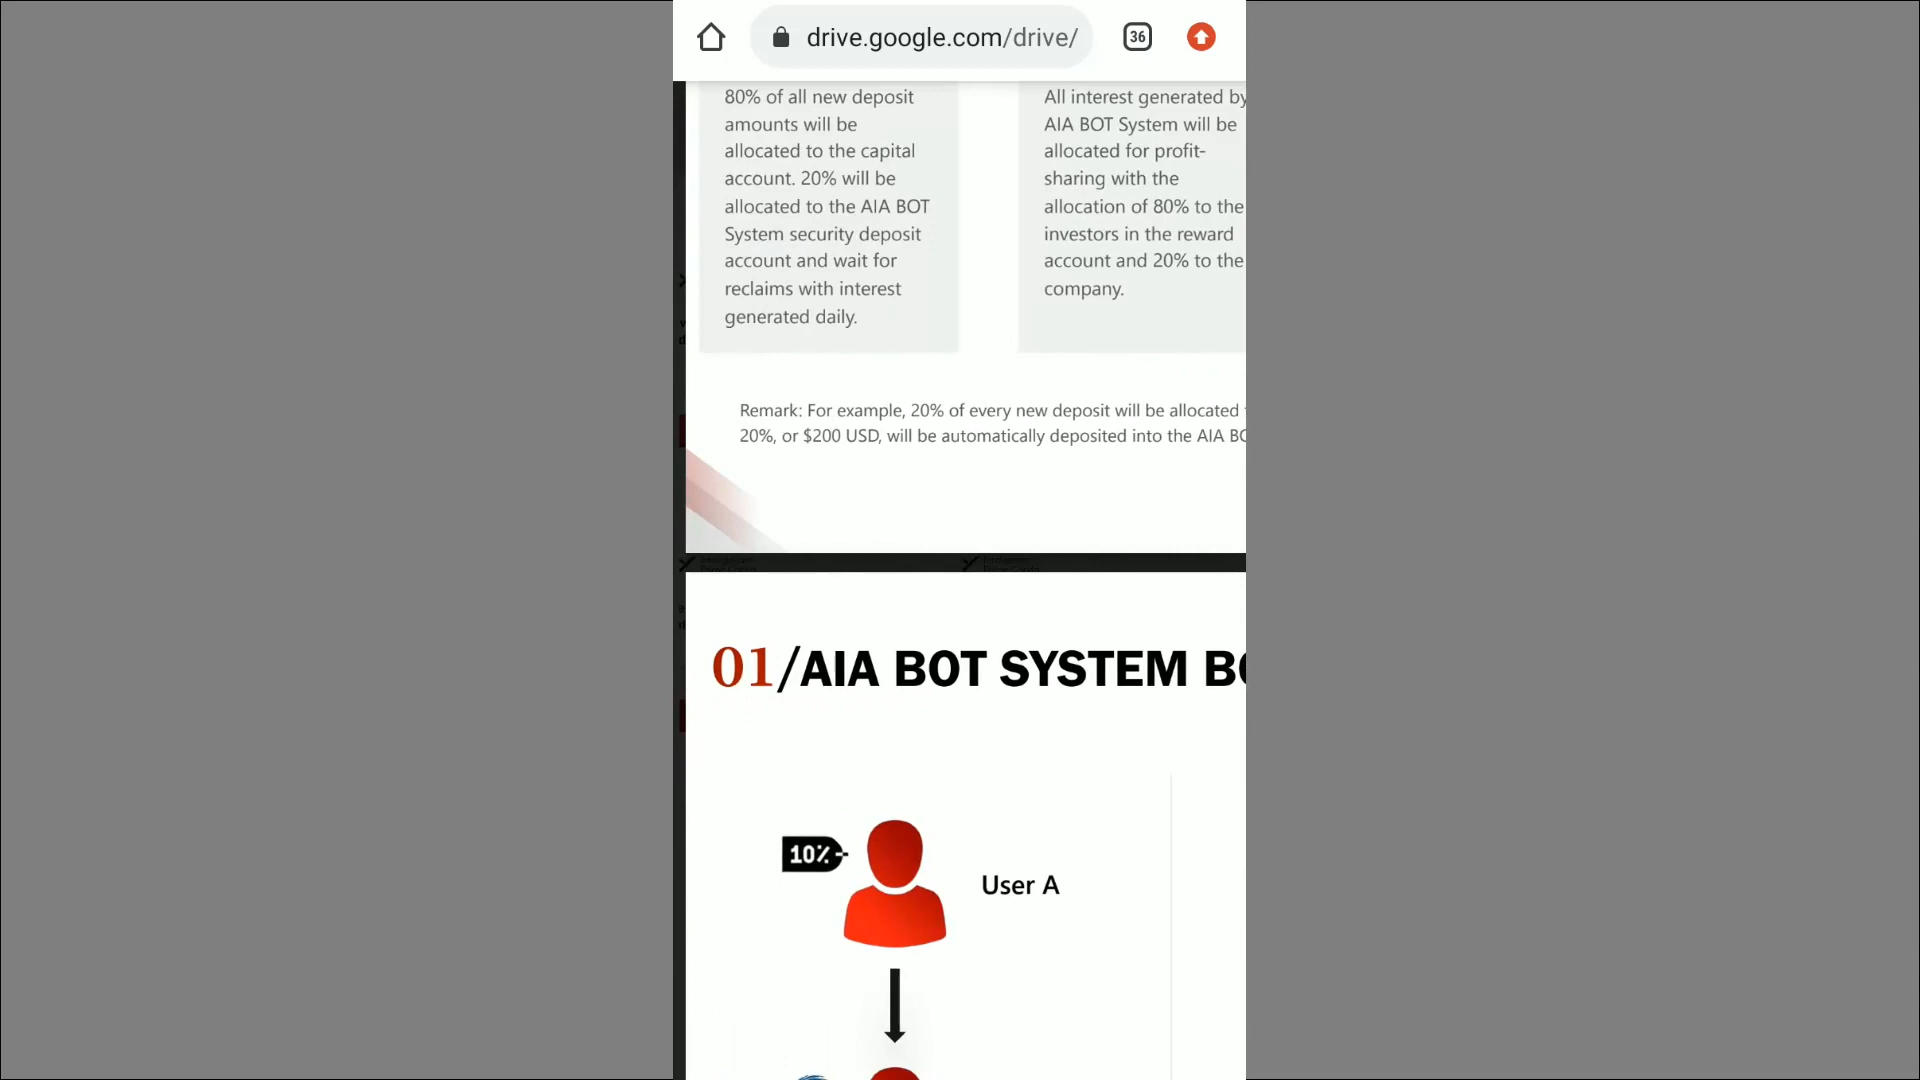 drive.google.com/drive/
36
80% of all new deposit
amounts will be
allocated to the capital
account. 20% will be
allocated to the AIA BOT
System security deposit
account and wait for
reclaims with interest
generated daily.
All interest generated by
AIA BOT System will be
allocated for profit-
sharing with the
allocation of 80% to the
investors in the reward
account and 20% to the
company.
Remark: For example, 20% of every new deposit will be allocated
20%, or $200 USD, will be automatically deposited into the AIA BO
01/AIA BOT SYSTEM BO
10%
User A